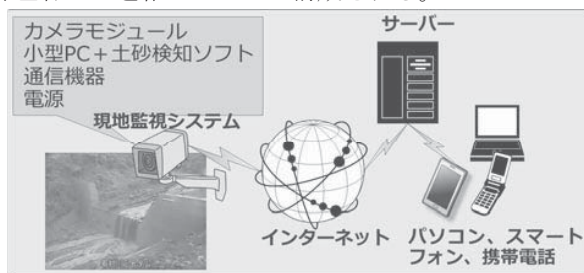 カメラモジュール
小型PC＋土砂検知ソフト
通信機器
電源
現地監視システム
サーバー
インターネット
パソコン、スマート
フォン、携帯電話